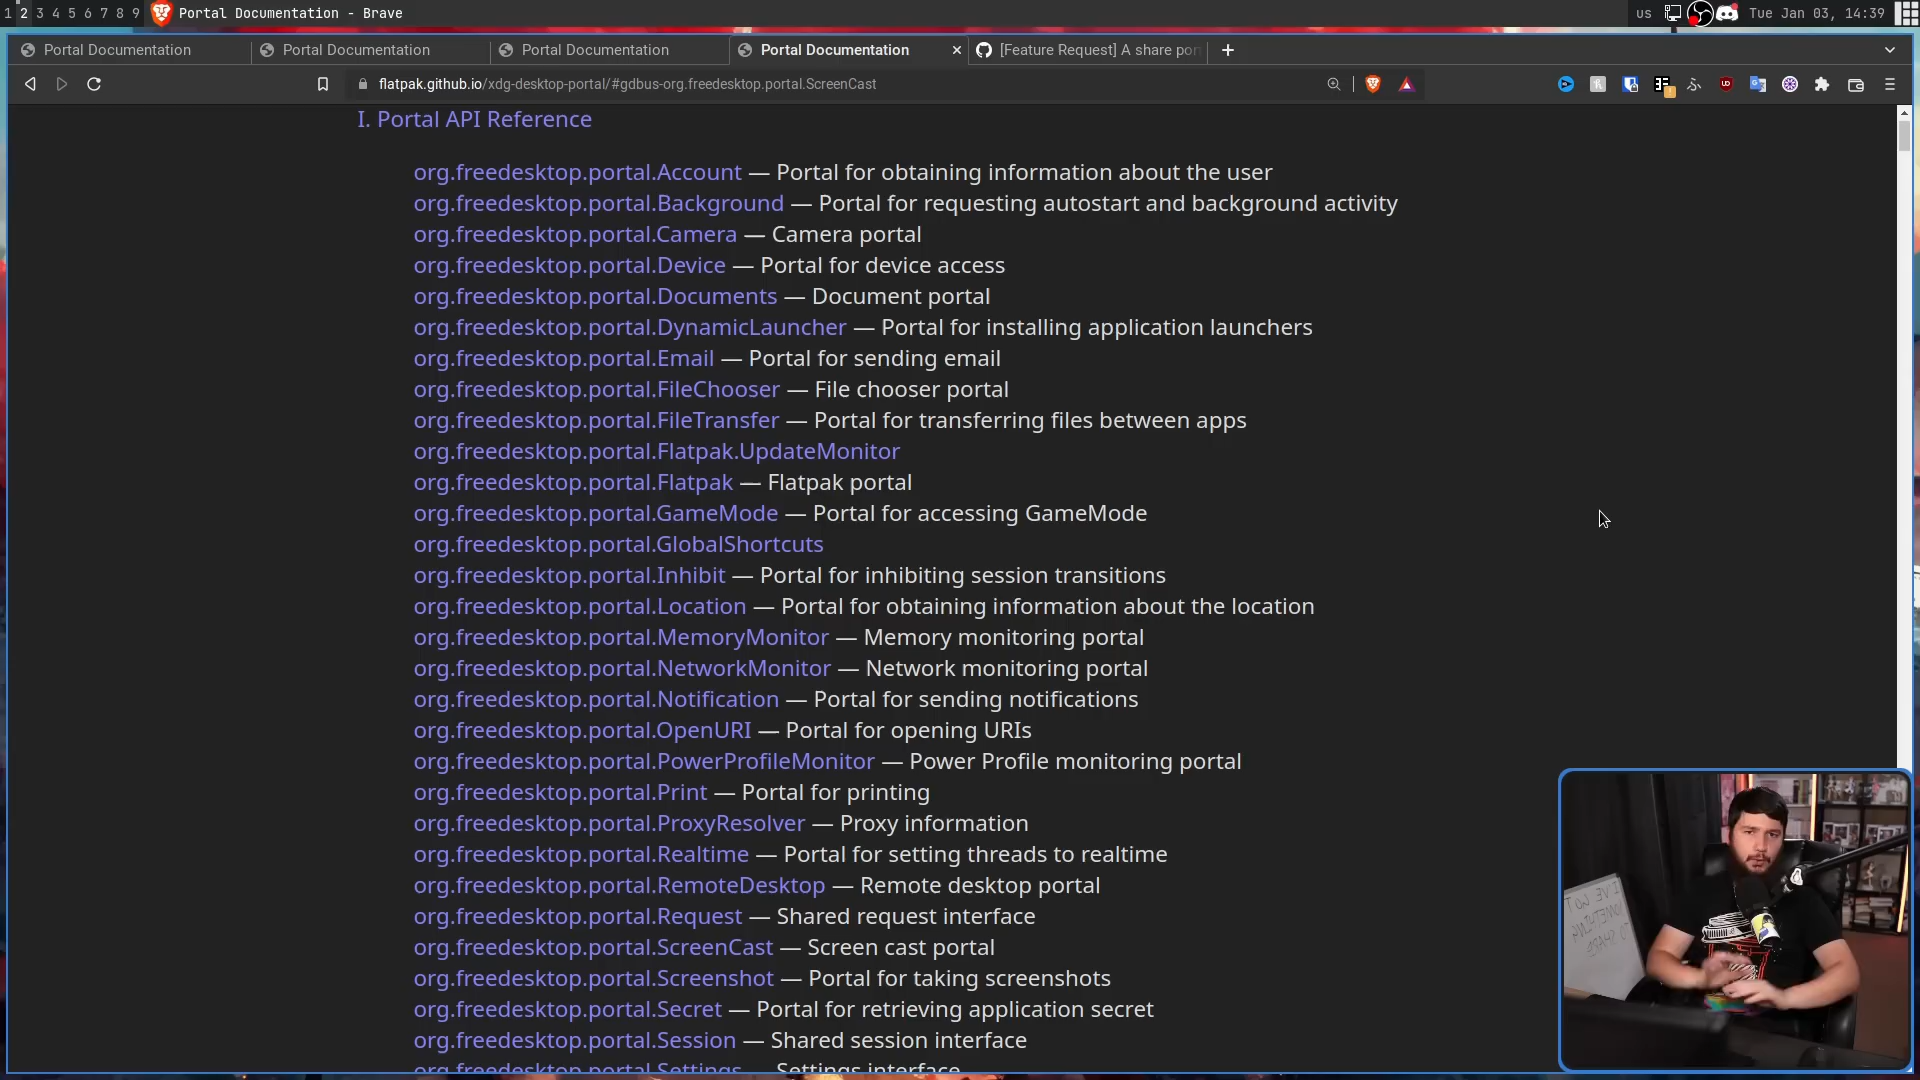 1 2 3 4 5 6 7 8 9 Portal Documentation - Brave us Tue Jan 03, 14:39
Portal Documentation Portal Documentation Portal Documentation Portal Documentation [Feature Request] A share por
flatpak.github.io/xdg-desktop-portal/#gdbus-org.freedesktop.portal.ScreenCast
I. Portal API Reference
org.freedesktop.portal.Account — Portal for obtaining information about the user
org.freedesktop.portal.Background — Portal for requesting autostart and background activity
org.freedesktop.portal.Camera — Camera portal
org.freedesktop.portal.Device — Portal for device access
org.freedesktop.portal.Documents — Document portal
org.freedesktop.portal.DynamicLauncher — Portal for installing application launchers
org.freedesktop.portal.Email — Portal for sending email
org.freedesktop.portal.FileChooser — File chooser portal
org.freedesktop.portal.FileTransfer — Portal for transferring files between apps
org.freedesktop.portal.Flatpak.UpdateMonitor
org.freedesktop.portal.Flatpak — Flatpak portal
org.freedesktop.portal.GameMode — Portal for accessing GameMode
org.freedesktop.portal.GlobalShortcuts
org.freedesktop.portal.Inhibit — Portal for inhibiting session transitions
org.freedesktop.portal.Location — Portal for obtaining information about the location
org.freedesktop.portal.MemoryMonitor — Memory monitoring portal
org.freedesktop.portal.NetworkMonitor — Network monitoring portal
org.freedesktop.portal.Notification — Portal for sending notifications
org.freedesktop.portal.OpenURI — Portal for opening URIs
org.freedesktop.portal.PowerProfileMonitor — Power Profile monitoring portal
org.freedesktop.portal.Print — Portal for printing
org.freedesktop.portal.ProxyResolver — Proxy information
org.freedesktop.portal.Realtime — Portal for setting threads to realtime
org.freedesktop.portal.RemoteDesktop — Remote desktop portal
org.freedesktop.portal.Request — Shared request interface
org.freedesktop.portal.ScreenCast — Screen cast portal
org.freedesktop.portal.Screenshot — Portal for taking screenshots
org.freedesktop.portal.Secret — Portal for retrieving application secret
org.freedesktop.portal.Session — Shared session interface
org.freedesktop.portal.Settings — Settings interface
I'VE GOT
SOMETHING
TO SHARE